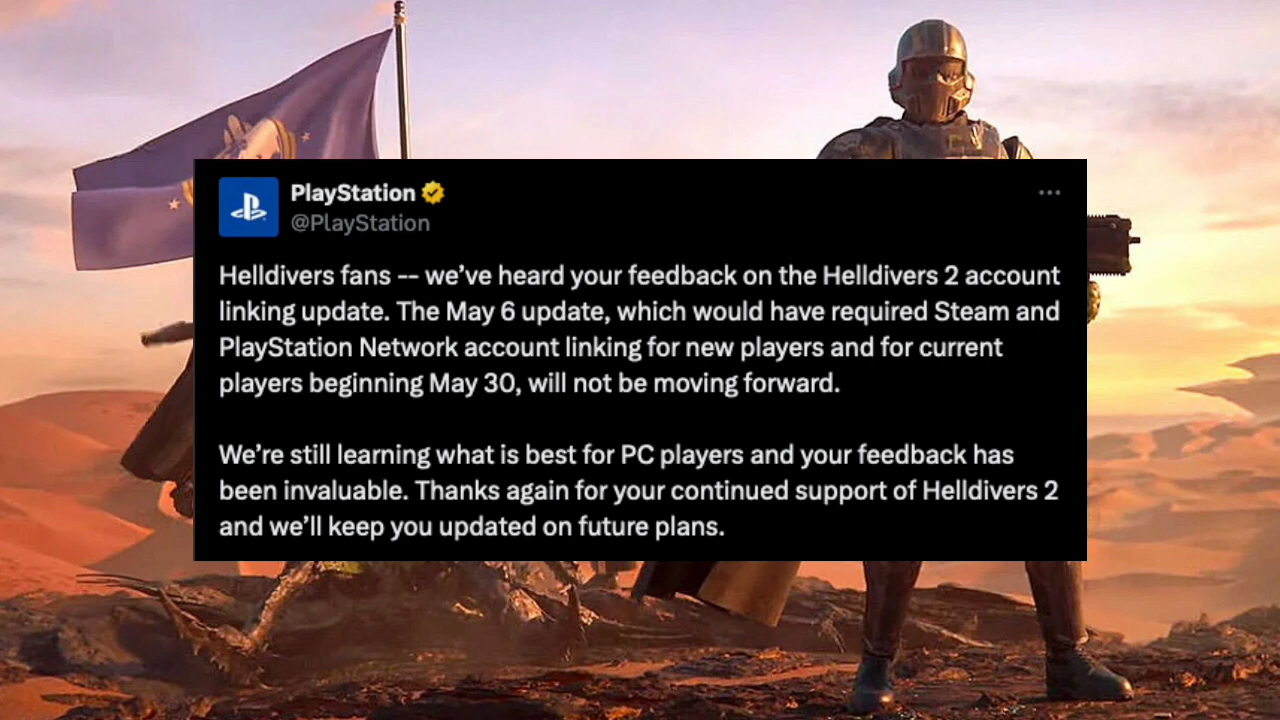 PlayStation
@PlayStation
Helldivers fans -- we’ve heard your feedback on the Helldivers 2 account
linking update. The May 6 update, which would have required Steam and
PlayStation Network account linking for new players and for current
players beginning May 30, will not be moving forward.
We’re still learning what is best for PC players and your feedback has
been invaluable. Thanks again for your continued support of Helldivers 2
and we’ll keep you updated on future plans.